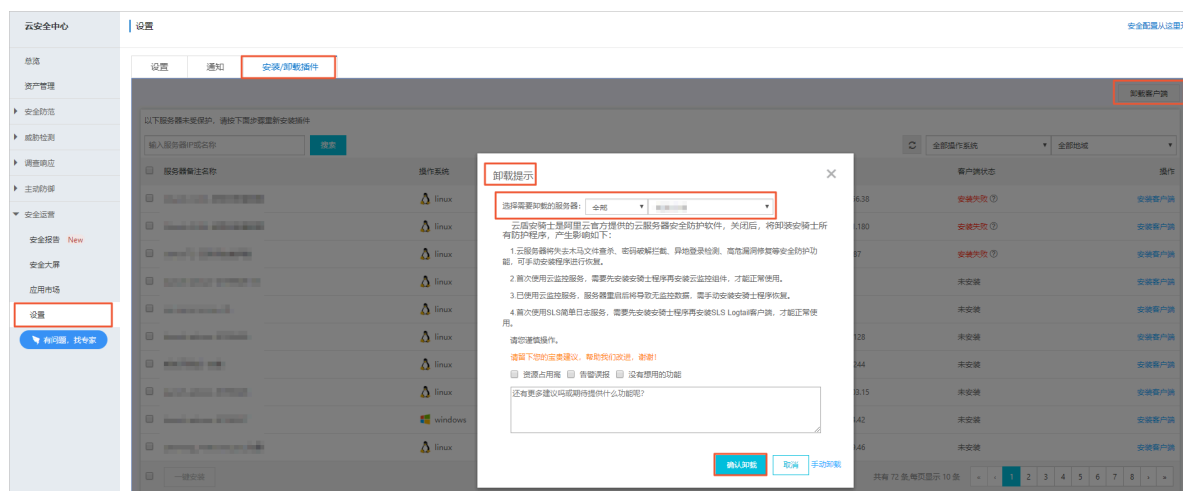 云安全中心
设置
安全配置从这里
总览
资产管理
安全防范
威胁检测
调查响应
主动防御
安全运营
安全报告 New
安全大屏
应用市场
设置
有问题，找专家
设置 通知 安装/卸载插件
卸载客户端
以下服务器未受保护，请按下面步骤重新安装插件
输入服务器IP或名称 搜索 全部操作系统 全部地域
服务器备注名称 操作系统 客户端状态 操作
linux 6.38 安装失败 安装客户端
linux .180 安装失败 安装客户端
linux 87 安装失败 安装客户端
linux 未安装 安装客户端
linux 未安装 安装客户端
linux 128 未安装 安装客户端
linux 244 未安装 安装客户端
linux 3.15 未安装 安装客户端
windows .42 未安装 安装客户端
linux .46 未安装 安装客户端
一键安装 共有 72 条,每页显示 10 条 « ‹ 1 2 3 4 5 6 7 8 › »
卸载提示
选择需要卸载的服务器： 全部
云盾安骑士是阿里云官方提供的云服务器安全防护软件，关闭后，将卸装安骑士所
有防护程序，产生影响如下：
1.云服务器将失去木马文件查杀、密码破解拦截、异地登录检测、高危漏洞修复等安全防护功
能，可手动安装程序进行恢复。
2.首次使用云监控服务，需要先安装安骑士程序再安装云监控组件，才能正常使用。
3.已使用云监控服务，服务器重启后将导致无监控数据，需手动安装安骑士程序恢复。
4.首次使用SLS简单日志服务，需要先安装安骑士程序再安装SLS Logtail客户端，才能正常使
用。
请您谨慎操作。
请留下您的宝贵建议，帮助我们改进，谢谢！
资源占用高 告警误报 没有想用的功能
还有更多建议吗或期待提供什么功能呢？
确认卸载 取消 手动卸载